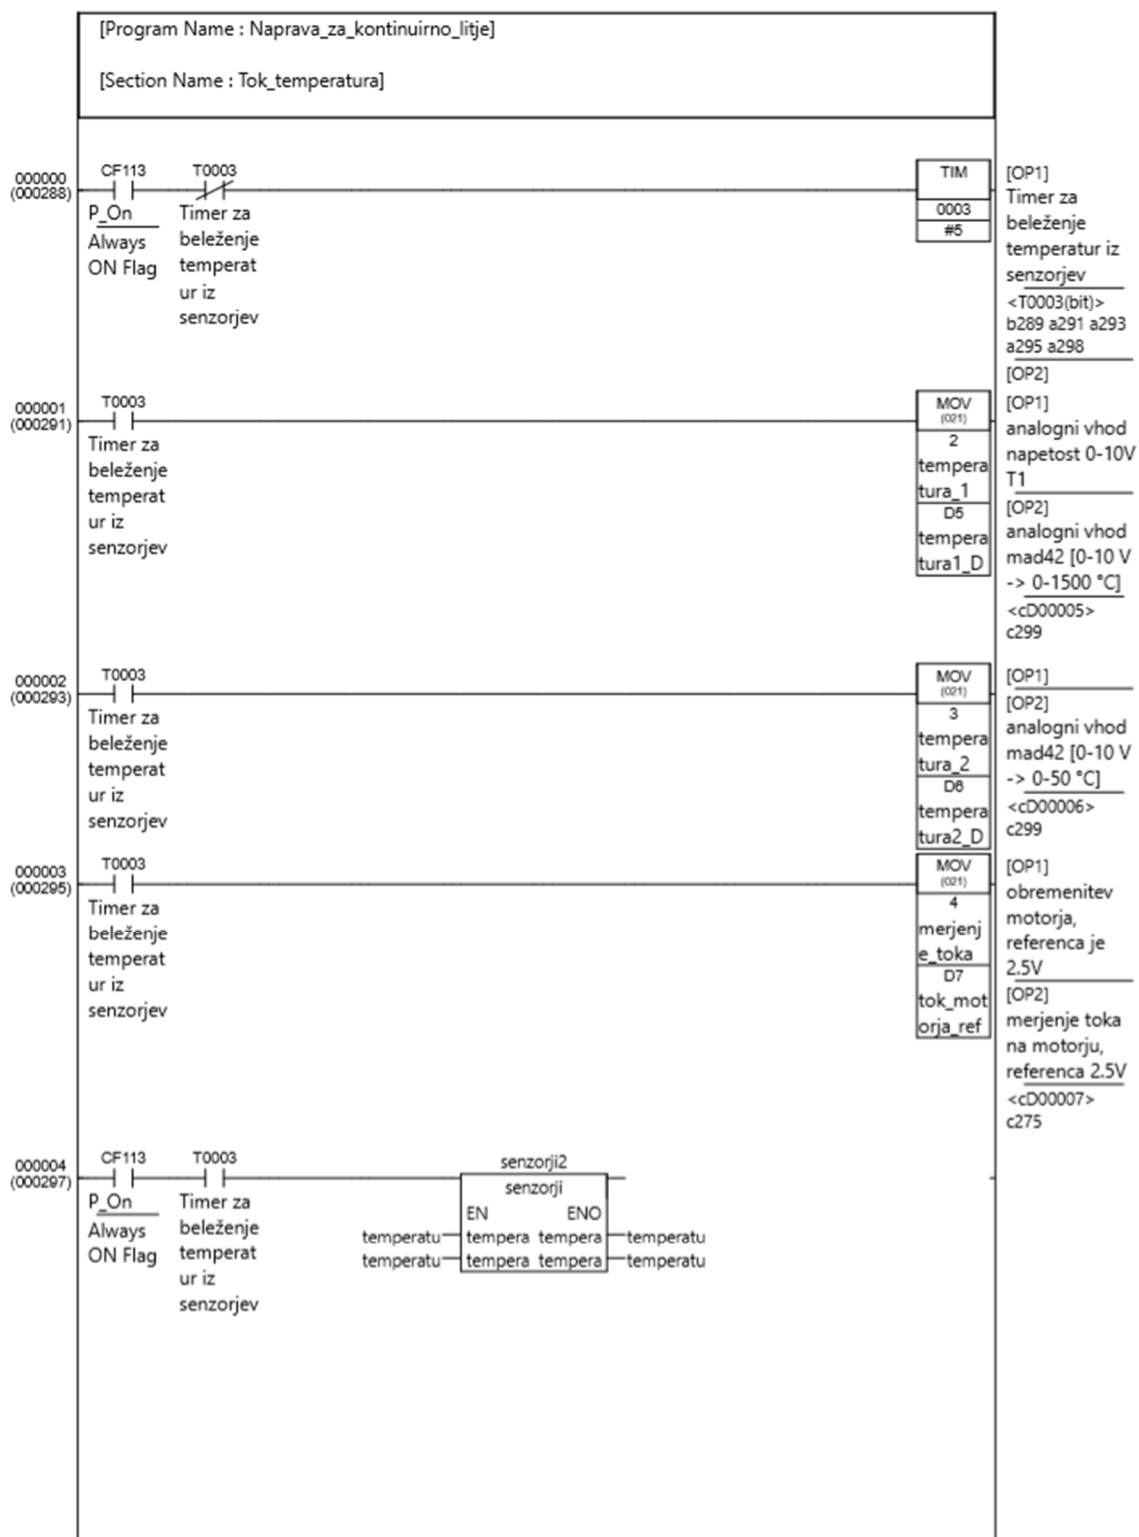 [Program Name : Naprava_za_kontinuirno_litje]
[Section Name : Tok_temperatura]
000000
(000288)
CF113
P_On
Always
ON Flag
T0003
Timer za
beleženje
temperat
ur iz
senzorjev
TIM
0003
#5
[OP1]
Timer za
beleženje
temperatur iz
senzorjev
<T0003(bit)>
b289 a291 a293
a295 a298
[OP2]
000001
(000291)
T0003
Timer za
beleženje
temperat
ur iz
senzorjev
MOV
(021)
2
tempera
tura_1
D5
tempera
tura1_D
[OP1]
analogni vhod
napetost 0-10V
T1
[OP2]
analogni vhod
mad42 [0-10 V
-> 0-1500 °C]
<cD00005>
c299
000002
(000293)
T0003
Timer za
beleženje
temperat
ur iz
senzorjev
MOV
(021)
3
tempera
tura_2
D6
tempera
tura2_D
[OP1]
[OP2]
analogni vhod
mad42 [0-10 V
-> 0-50 °C]
<cD00006>
c299
000003
(000295)
T0003
Timer za
beleženje
temperat
ur iz
senzorjev
MOV
(021)
4
merjenj
e_toka
D7
tok_mot
orja_ref
[OP1]
obremenitev
motorja,
referenca je
2.5V
[OP2]
merjenje toka
na motorju,
referenca 2.5V
<cD00007>
c275
000004
(000297)
CF113
P_On
Always
ON Flag
T0003
Timer za
beleženje
temperat
ur iz
senzorjev
senzorji2
senzorji
EN ENO
temperatu tempera tempera temperatu
temperatu tempera tempera temperatu